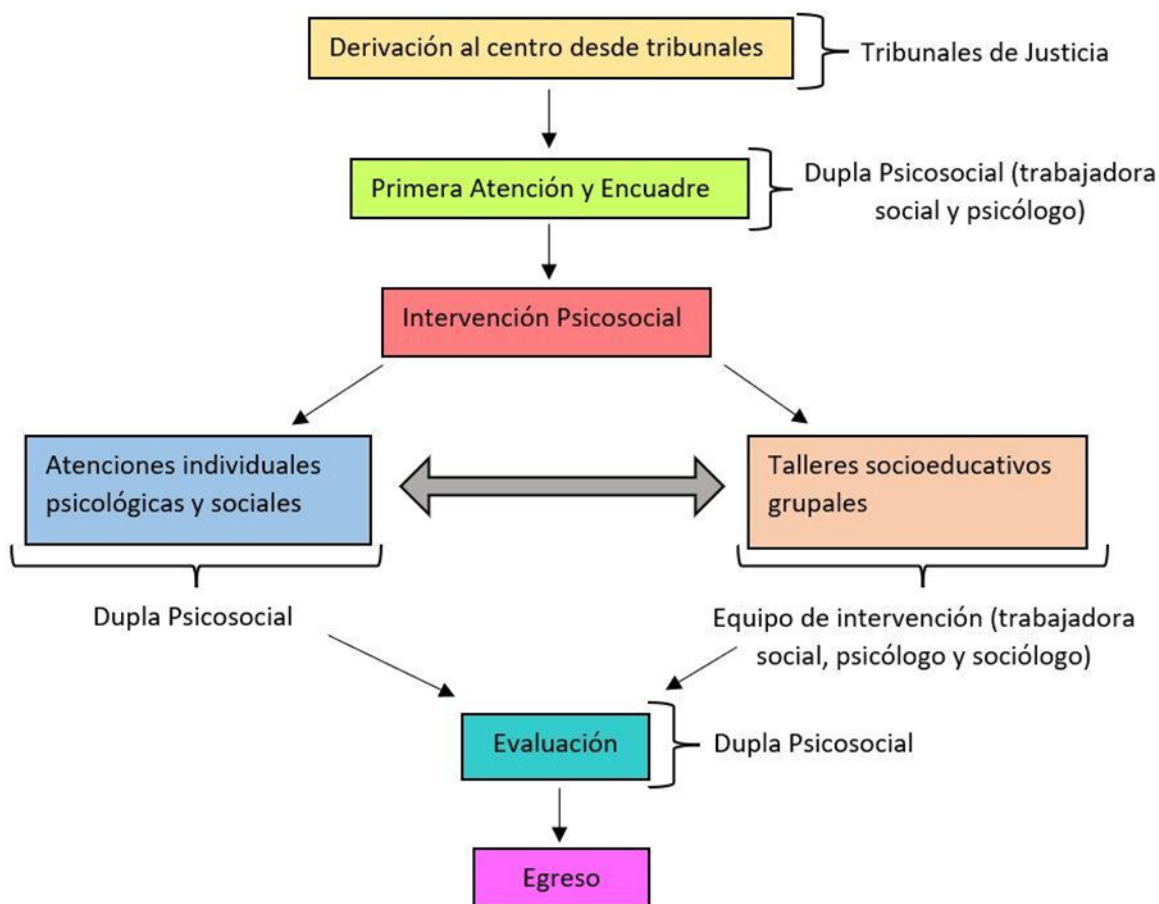 Derivación al centro desde tribunales
Tribunales de Justicia
Primera Atención y Encuadre
Dupla Psicosocial (trabajadora
social y psicólogo)
Intervención Psicosocial
Atenciones individuales
psicológicas y sociales
Talleres socioeducativos
grupales
Dupla Psicosocial
Equipo de intervención (trabajadora
social, psicólogo y sociólogo)
Evaluación
Dupla Psicosocial
Egreso